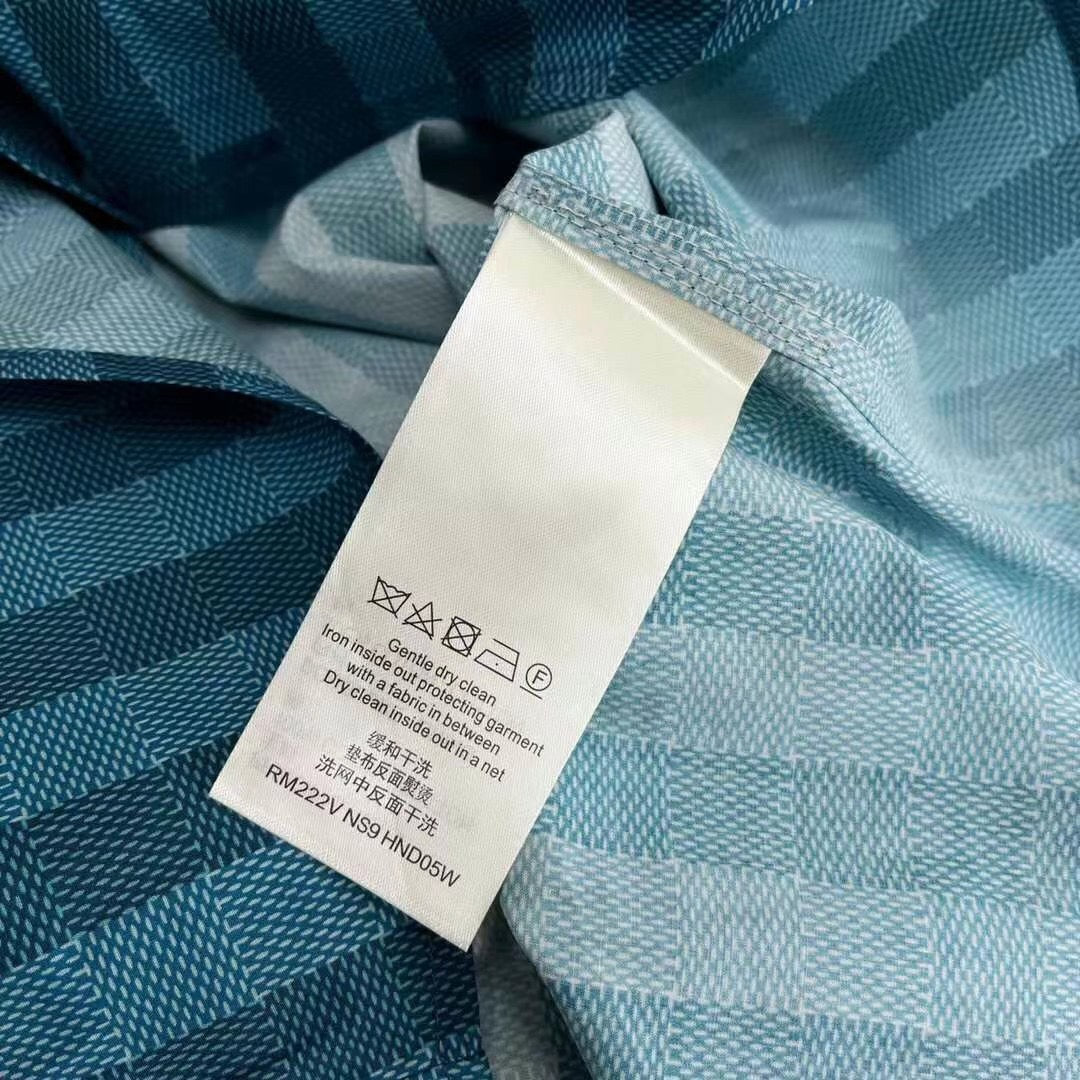 F
Gentle dry clean
Iron inside out protecting garment
with a fabric in between
Dry clean inside out in a net
缓和干洗
垫布反面熨烫
洗网中反面干洗
RM222V NS9 HND05W